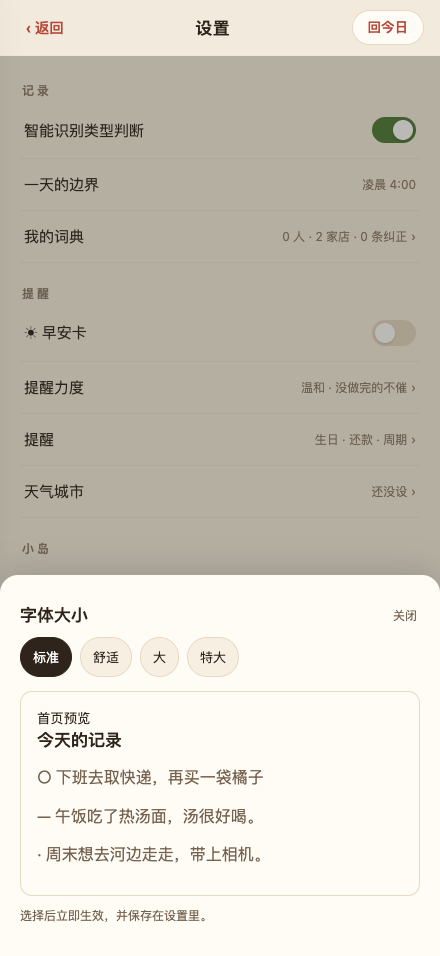 ‹ 返回
设置
回今日
记录
智能识别类型判断
一天的边界
凌晨 4:00
我的词典
0 人 · 2 家店 · 0 条纠正 ›
提醒
☀ 早安卡
提醒力度
温和 · 没做完的不催 ›
提醒
生日 · 还款 · 周期 ›
天气城市
还没设 ›
小岛
字体大小
关闭
标准
舒适
大
特大
首页预览
今天的记录
〇 下班去取快递，再买一袋橘子
— 午饭吃了热汤面，汤很好喝。
· 周末想去河边走走，带上相机。
选择后立即生效，并保存在设置里。